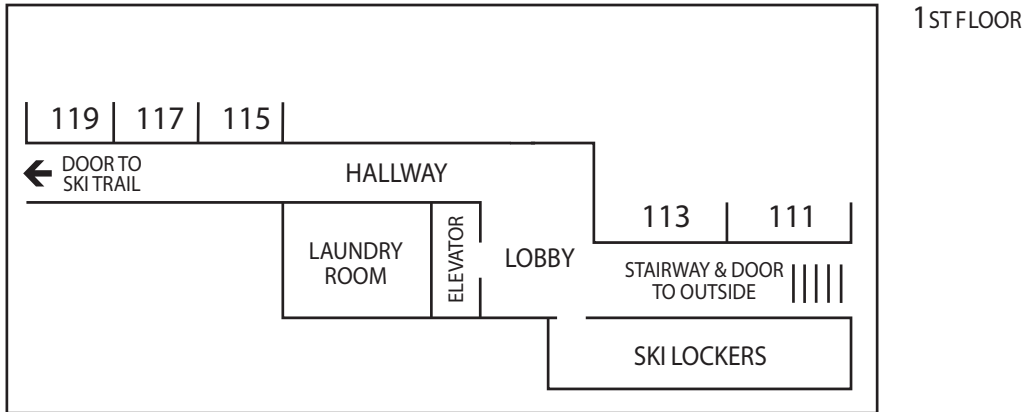 1ST FLOOR
119 117 115
DOOR TO
SKI TRAIL
HALLWAY
113 111
LAUNDRY
ROOM
ELEVATOR
LOBBY
STAIRWAY & DOOR
TO OUTSIDE
SKI LOCKERS